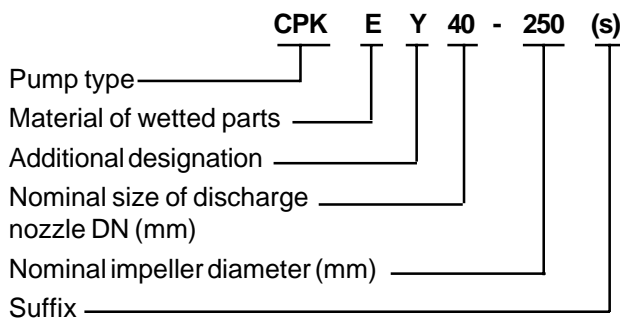 CPK E Y 40 - 250 (s)
Pump type
Material of wetted parts
Additional designation
Nominal size of discharge
nozzle DN (mm)
Nominal impeller diameter (mm)
Suffix